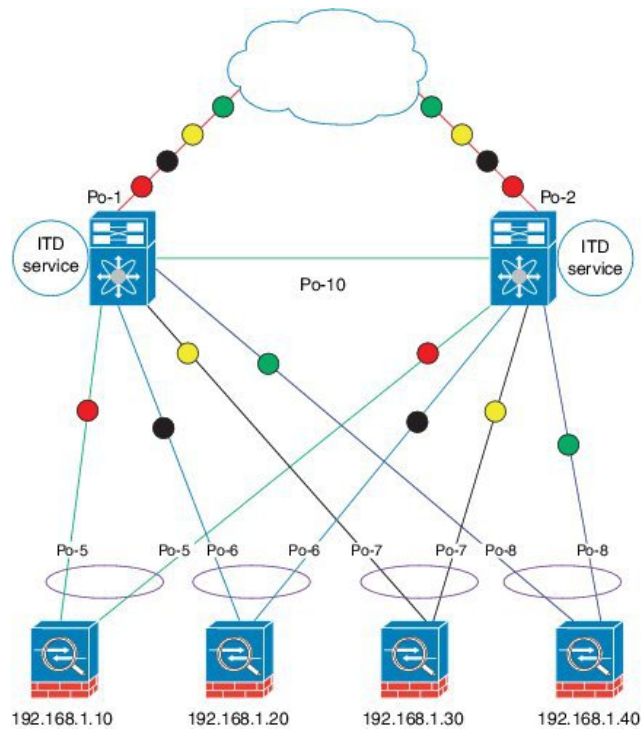 Po-1
Po-2
ITD
service
ITD
service
Po-10
Po-5 Po-5 Po-6 Po-6 Po-7 Po-7 Po-8 Po-8
192.168.1.10 192.168.1.20 192.168.1.30 192.168.1.40